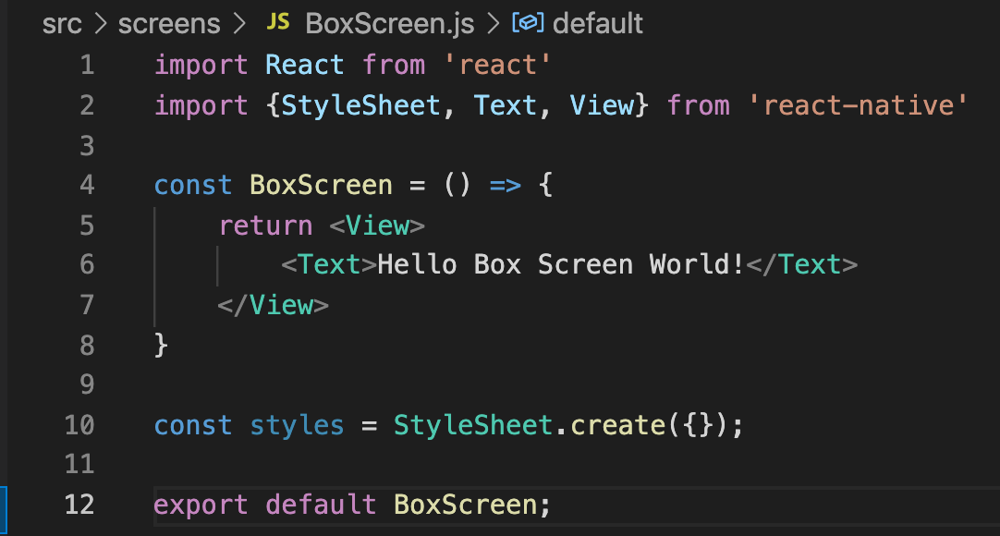 src > screens > JS BoxScreen.js > default
1 import React from 'react'
2 import {StyleSheet, Text, View} from 'react-native'
3
4 const BoxScreen = () => {
5     return <View>
6         <Text>Hello Box Screen World!</Text>
7     </View>
8 }
9
10 const styles = StyleSheet.create({});
11
12 export default BoxScreen;